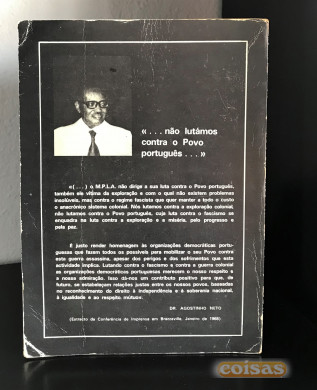 «...não lutámos
contra o Povo
português...»
«(...) o M.P.L.A. não dirige a sua luta contra o Povo português,
também ele vítima da exploração e com o qual não existem problemas
insolúveis, mas contra o regime fascista que quer manter a todo o custo
o anacrónico sistema colonial. Nós lutamos contra a exploração colonial,
não lutamos contra o Povo português, cuja luta contra o fascismo se
enquadra na luta contra a exploração e a miséria, pelo progresso e
pela paz.
É justo render homenagem às organizações democráticas portu-
guesas que fazem todos os possíveis para mobilizar o seu Povo contra
esta guerra assassina, apesar dos perigos e dos sofrimentos que esta
actividade implica. Lutando contra o fascismo e contra a guerra colonial
as organizações democráticas portuguesas merecem o nosso respeito e
a nossa admiração. Isso dá-nos um contributo positivo para que, de
futuro, se estabeleçam relações justas entre os nossos povos, baseadas
no reconhecimento do direito à independência e à soberania nacional,
à igualdade e ao respeito mútuo».
DR. AGOSTINHO NETO
(Extracto da Conferência de Imprensa em Brazzaville, Janeiro de 1968)
coisas